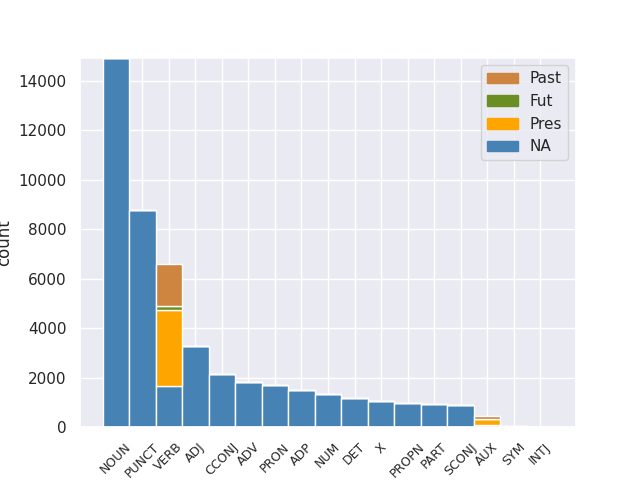 14000
12000
10000
8000
6000
4000
2000
0
count
Past
Fut
Pres
NA
NOUN
PUNCT
VERB
ADJ
CCONJ
ADV
PRON
ADP
NUM
DET
X
PROPN
PART
SCONJ
AUX
SYM
INTJ